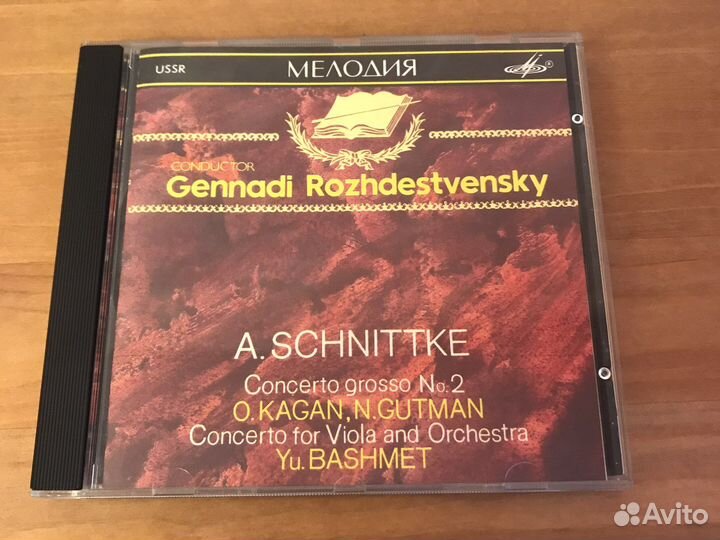 USSR МЕЛОДИЯ
CONDUCTOR
Gennadi Rozhdestvensky
A. SCHNITTKE
Concerto grosso No. 2
O. KAGAN, N. GUTMAN
Concerto for Viola and Orchestra
Yu. BASHMET
Avito